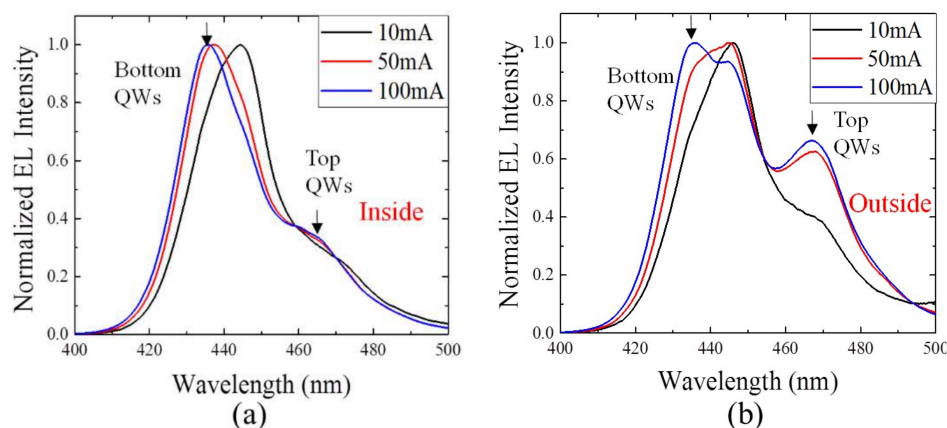 10mA
50mA
100mA
Bottom
QWs
Top
QWs
Inside
Normalized EL Intensity
1.0
0.8
0.6
0.4
0.2
0.0
400 420 440 460 480 500
Wavelength (nm)
(a)
10mA
50mA
100mA
Bottom
QWs
Top
QWs
Outside
Normalized EL Intensity
1.0
0.8
0.6
0.4
0.2
0.0
400 420 440 460 480 500
Wavelength (nm)
(b)